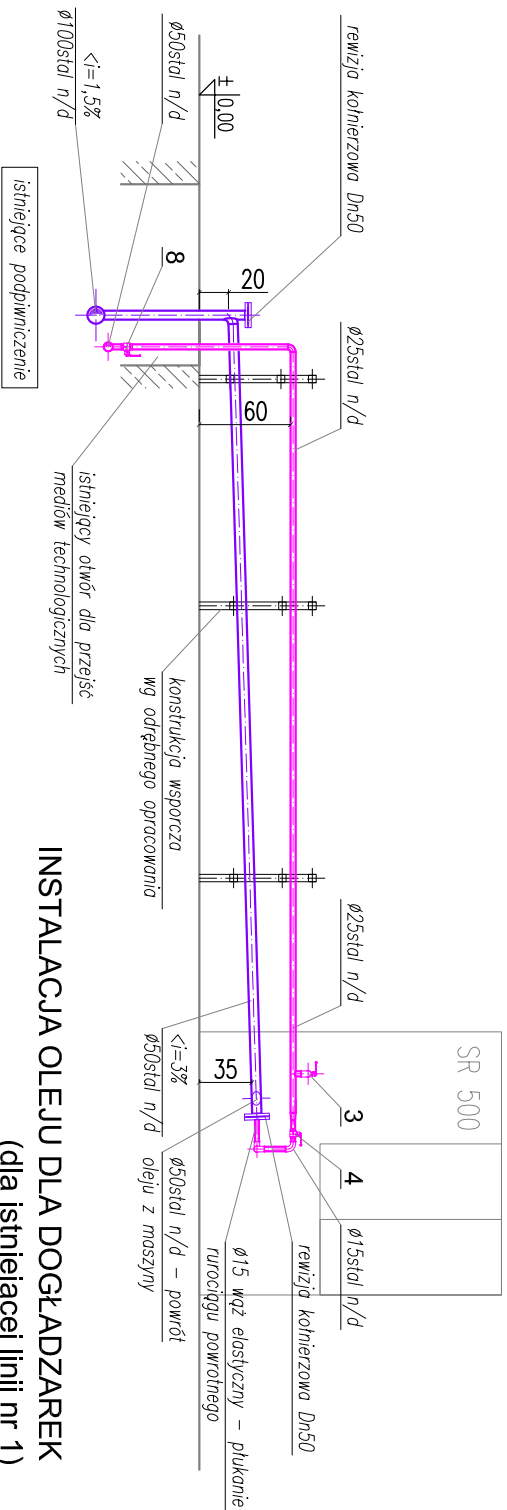 rewizja kołnierzowa Dn50
± 0,00
ø50stal n/d
<i=1,5%
ø100stal n/d
istniejące podpiwniczenie
8
20
60
ø25stal n/d
istniejący otwór dla przejść
mediów technologicznych
konstrukcja wsporcza
wg odrębnego opracowania
ø25stal n/d
SR 500
3
4
35
<i=3%
ø50stal n/d
ø50stal n/d – powrót
oleju z maszyny
ø15stal n/d
rewizja kołnierzowa Dn50
ø15 wąż elastyczny – płukanie
rurociągu powrotnego
INSTALACJA OLEJU DLA DOGŁADZAREK
(dla istniejącej linii nr 1)